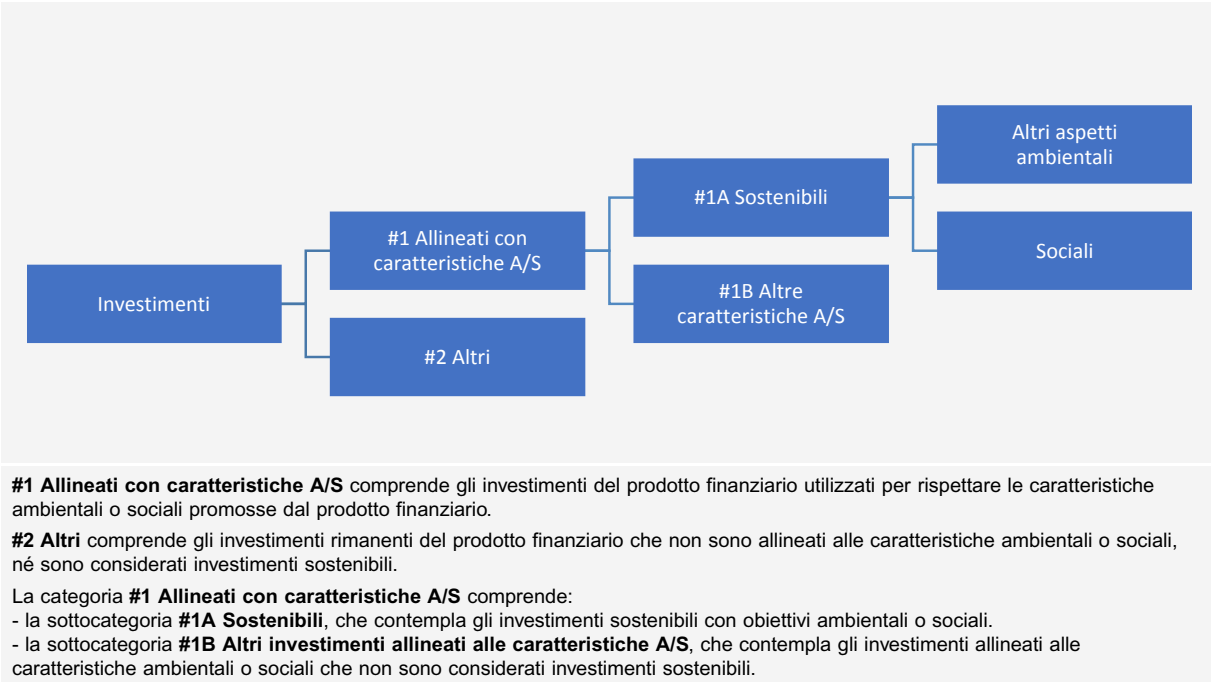 Altri aspetti
ambientali
#1A Sostenibili
#1 Allineati con
caratteristiche A/S
Sociali
Investimenti
#1B Altre
caratteristiche A/S
#2 Altri
#1 Allineati con caratteristiche A/S comprende gli investimenti del prodotto finanziario utilizzati per rispettare le caratteristiche
ambientali o sociali promosse dal prodotto finanziario.
#2 Altri comprende gli investimenti rimanenti del prodotto finanziario che non sono allineati alle caratteristiche ambientali o sociali,
né sono considerati investimenti sostenibili.
La categoria #1 Allineati con caratteristiche A/S comprende:
- la sottocategoria #1A Sostenibili, che contempla gli investimenti sostenibili con obiettivi ambientali o sociali.
- la sottocategoria #1B Altri investimenti allineati alle caratteristiche A/S, che contempla gli investimenti allineati alle
caratteristiche ambientali o sociali che non sono considerati investimenti sostenibili.